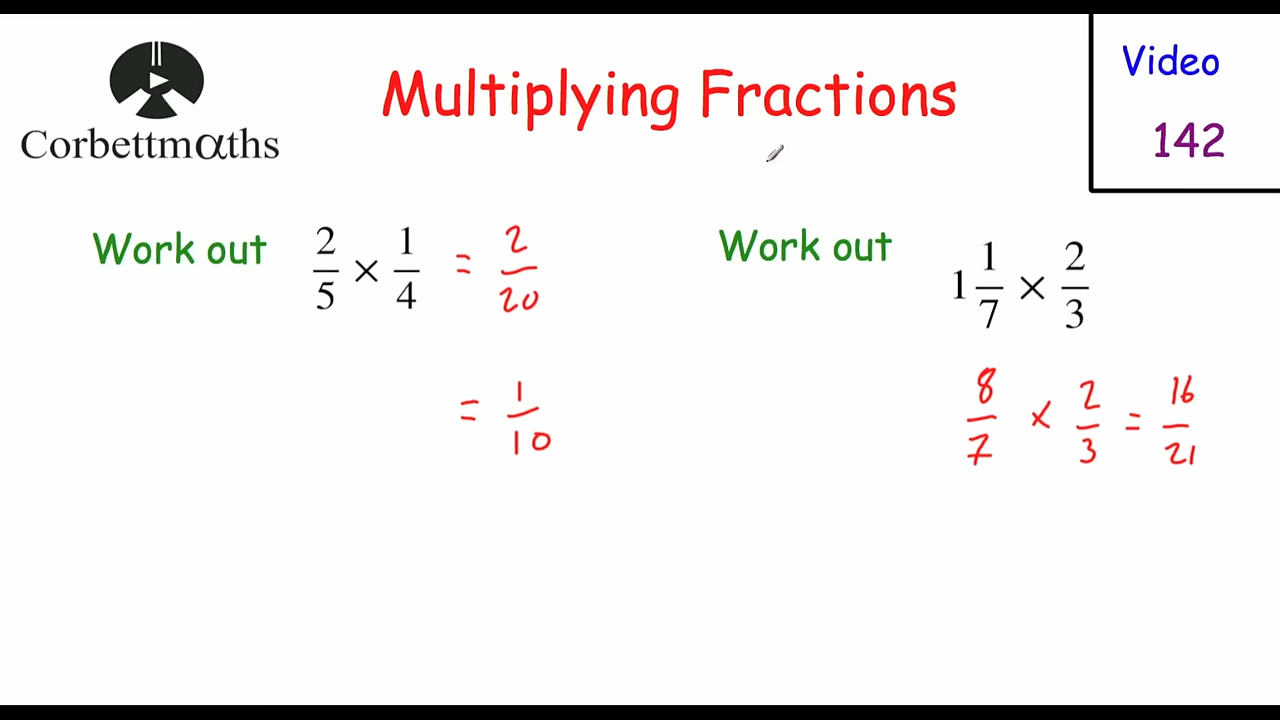 Corbettmαths
Multiplying Fractions
Video
142
Work out 2/5 × 1/4 = 2/20
= 1/10
Work out 1 1/7 × 2/3
8/7 × 2/3 = 16/21